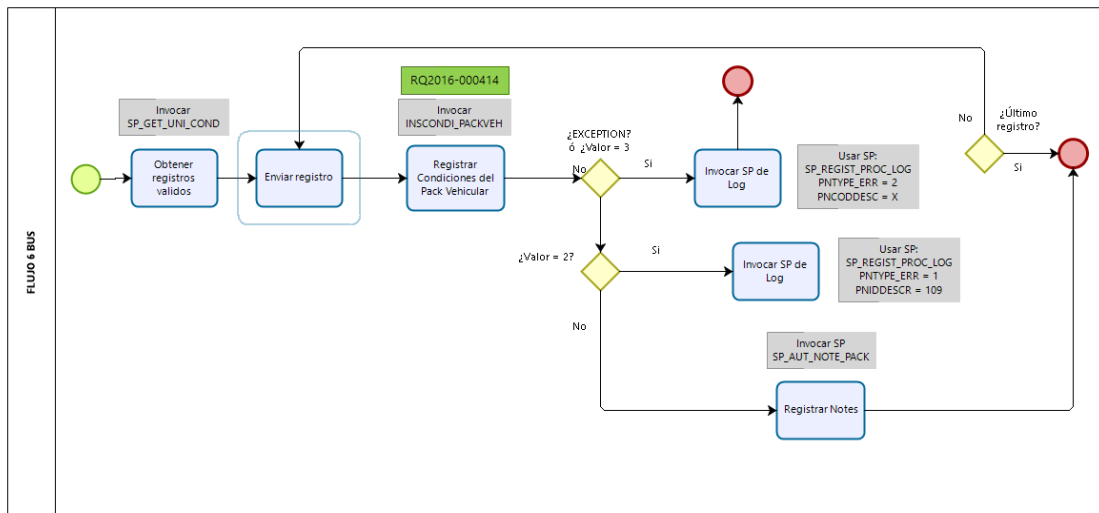 FLUJO 6 BUS
Invocar
SP_GET_UNI_COND
Obtener
registros
validos
Enviar registro
RQ2016-000414
Invocar
INSCONDI_PACKVEH
Registrar
Condiciones del
Pack Vehicular
¿EXCEPTION?
ó ¿Valor = 3
No
Si
Invocar SP de
Log
Usar SP:
SP_REGIST_PROC_LOG
PNTYPE_ERR = 2
PNCODDESC = X
No
¿Último
registro?
Si
¿Valor = 2?
Si
Invocar SP de
Log
Usar SP:
SP_REGIST_PROC_LOG
PNTYPE_ERR = 1
PNIDDESCR = 109
No
Invocar SP
SP_AUT_NOTE_PACK
Registrar Notes